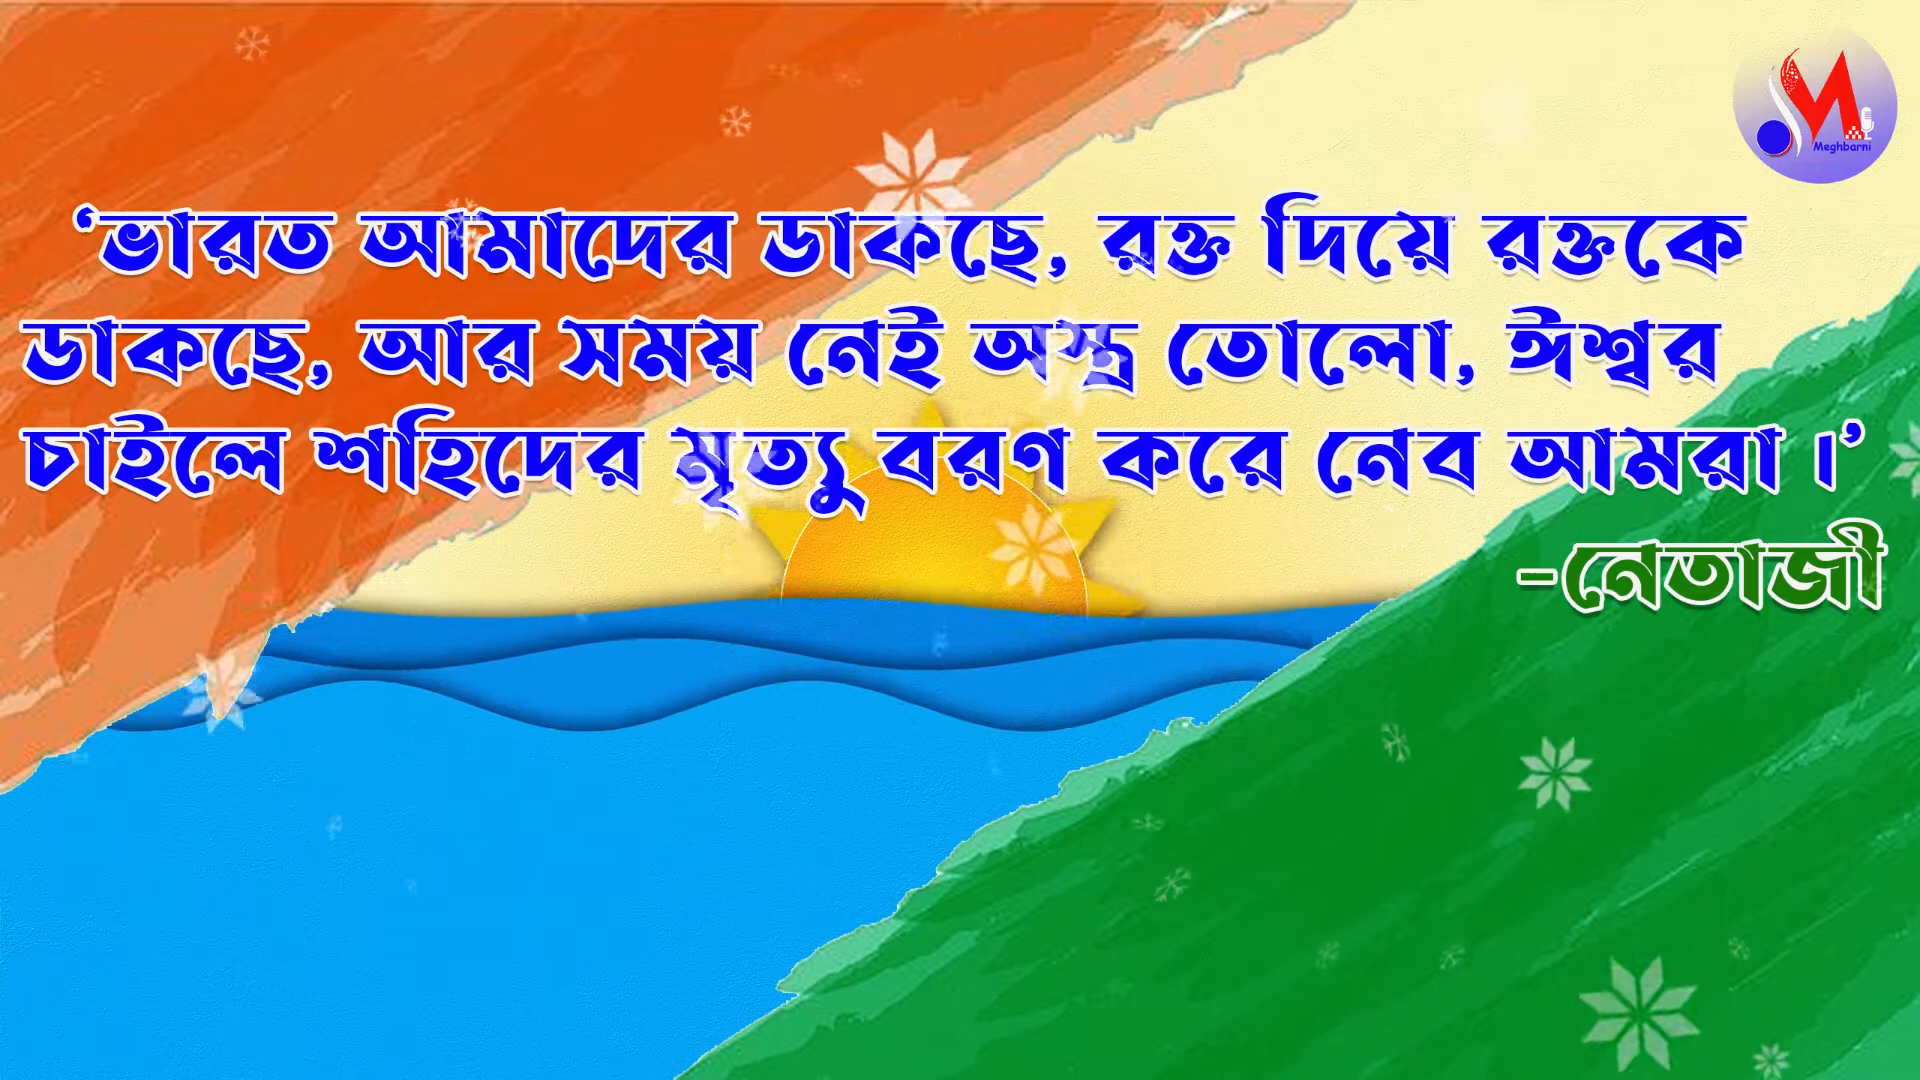 Meghbarni
‘ভারত আমাদের ডাকছে, রক্ত দিয়ে রক্তকে
ডাকছে, আর সময় নেই অস্ত্র তোলো, ঈশ্বর
চাইলে শহিদের মৃত্যু বরণ করে নেব আমরা।’
-নেতাজী